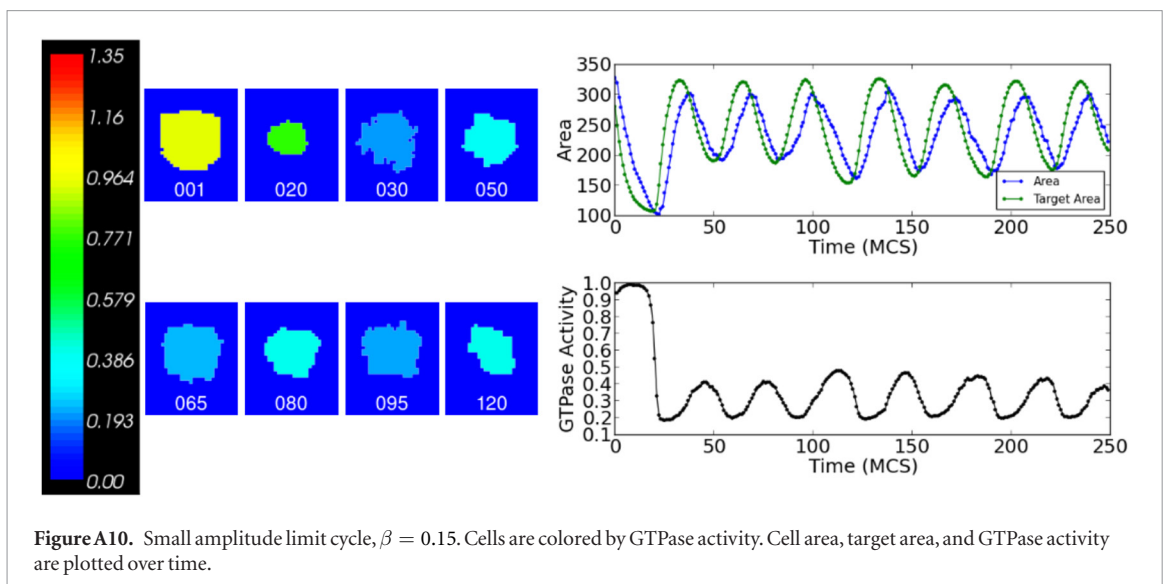 1.35
1.16
0.964
0.771
0.579
0.386
0.193
0.00
001 020 030 050
065 080 095 120
350
300
250
200
150
100
Area
0 50 100 150 200 250
Time (MCS)
Area
Target Area
1.0
0.9
0.8
0.7
0.6
0.5
0.4
0.3
0.2
0.1
GTPase Activity
0 50 100 150 200 250
Time (MCS)
Figure A10. Small amplitude limit cycle, β = 0.15. Cells are colored by GTPase activity. Cell area, target area, and GTPase activity
are plotted over time.